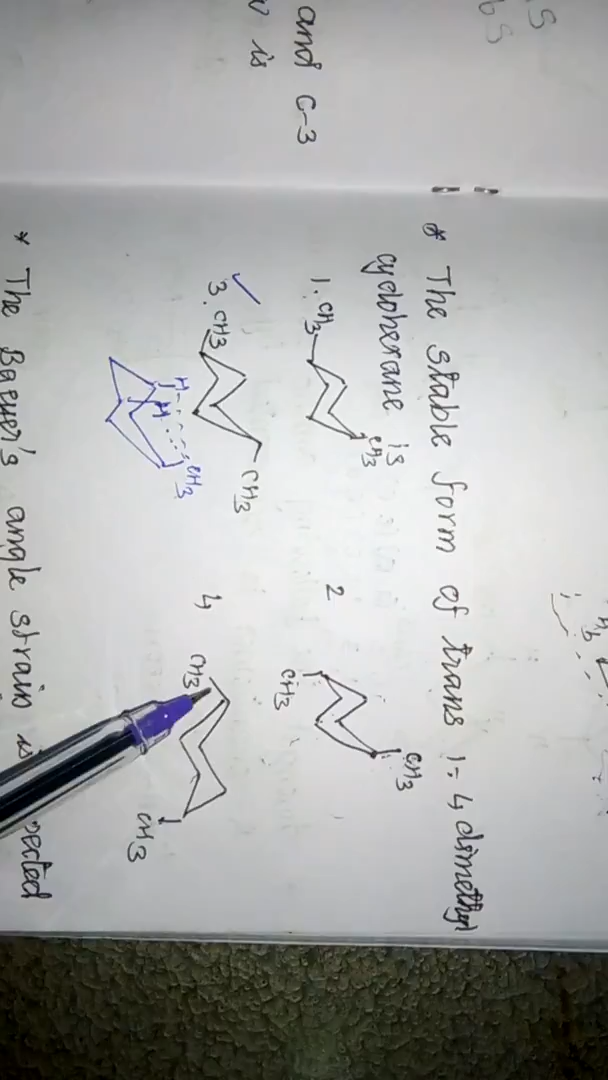 and C-3
is
* The stable form of trans 1-4 dimethyl
cyclohexane is
1. CH3 CH3
2 CH3 CH3
✓
3. CH3 CH3
4 CH3 CH3
H H CH3
* The Baeyer's angle strain is